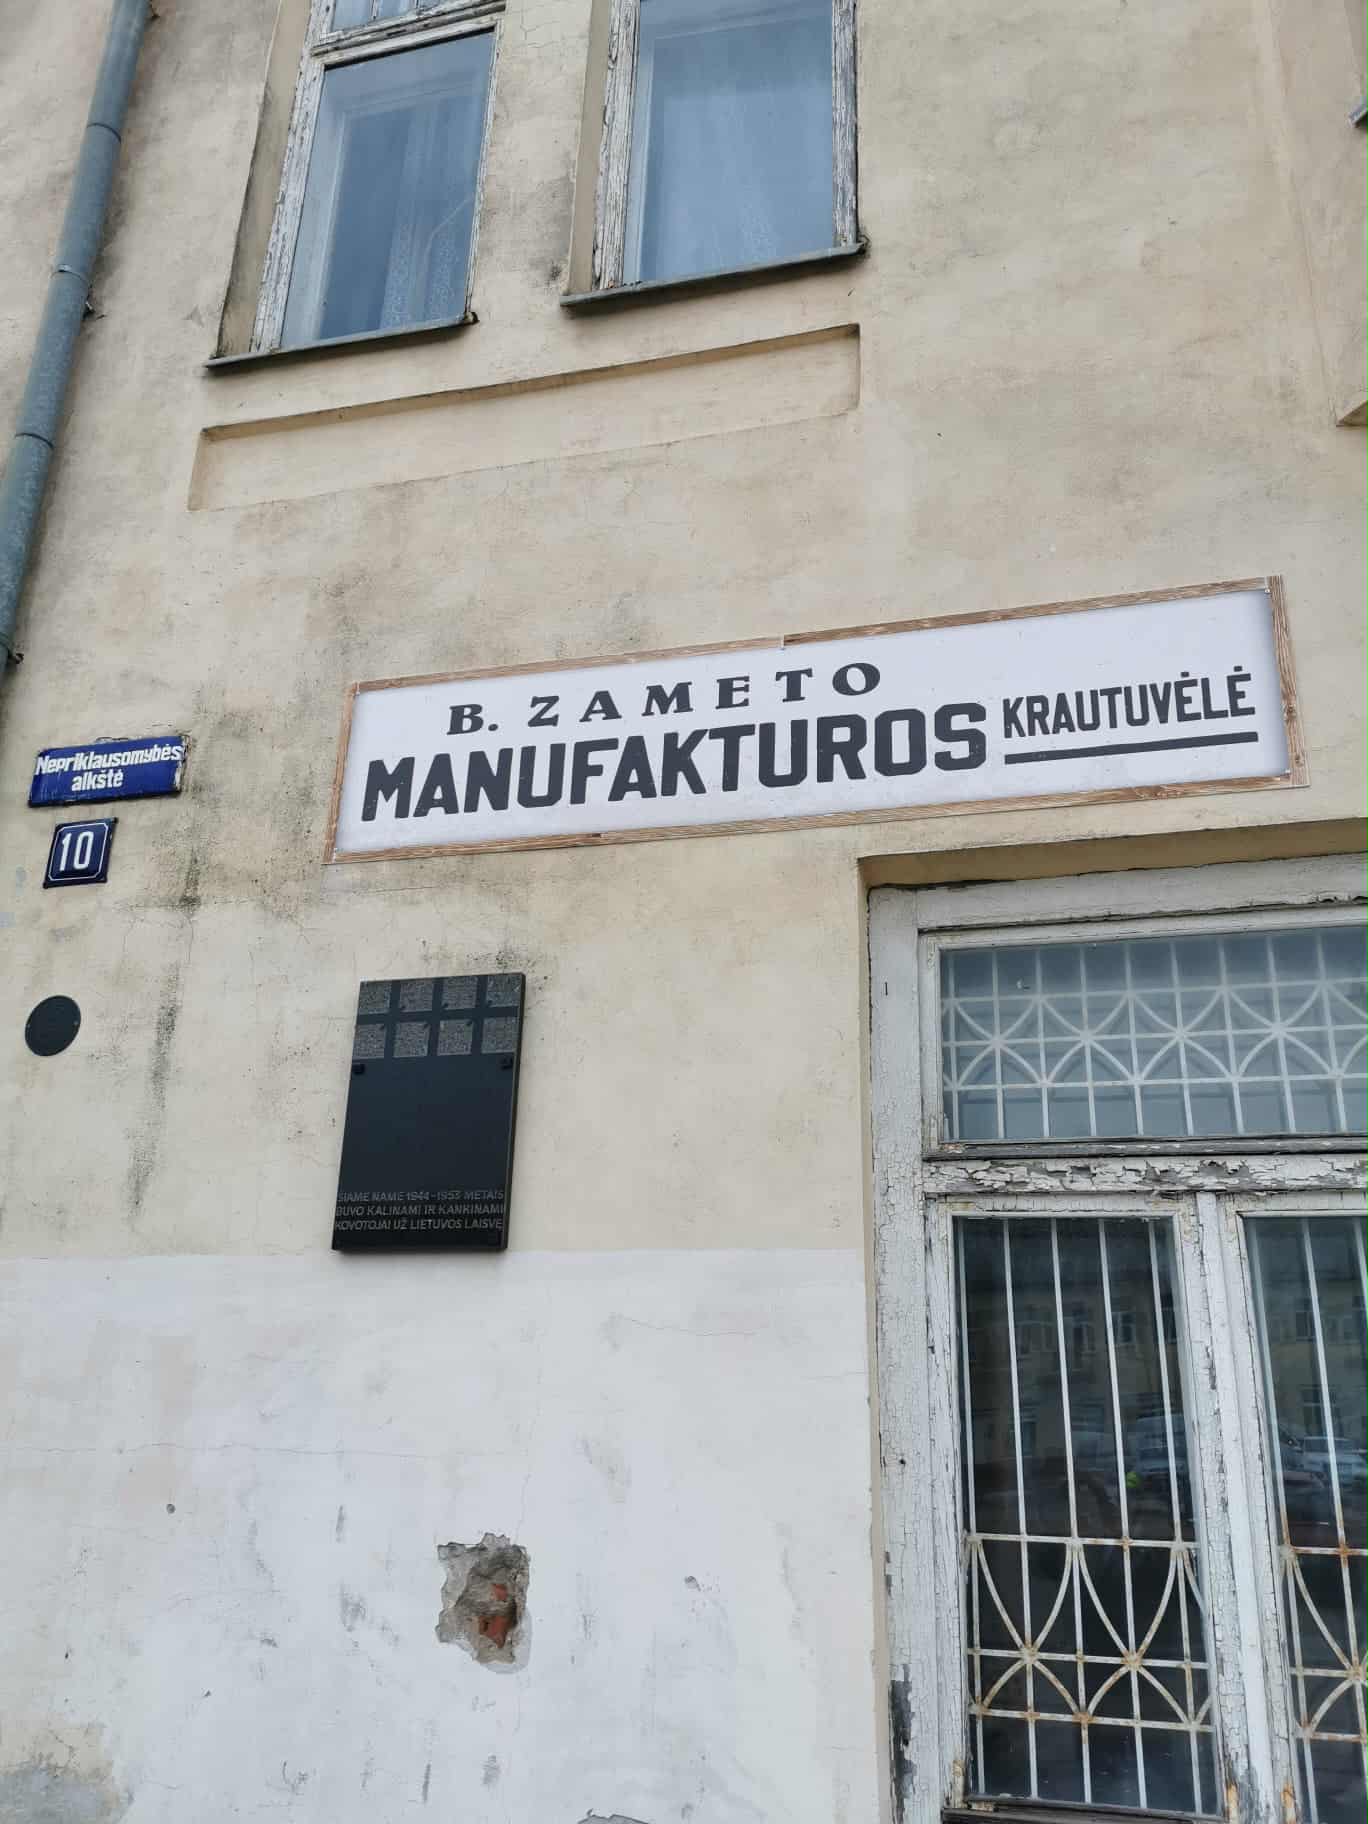 B. ZAMETO
MANUFAKTUROS KRAUTUVĖLĖ
Nepriklausomybės
aikštė
10
ŠIAME NAME 1944-1953 METAIS
BUVO KALINAMI IR KANKINAMI
KOVOTOJAI UŽ LIETUVOS LAISVĘ